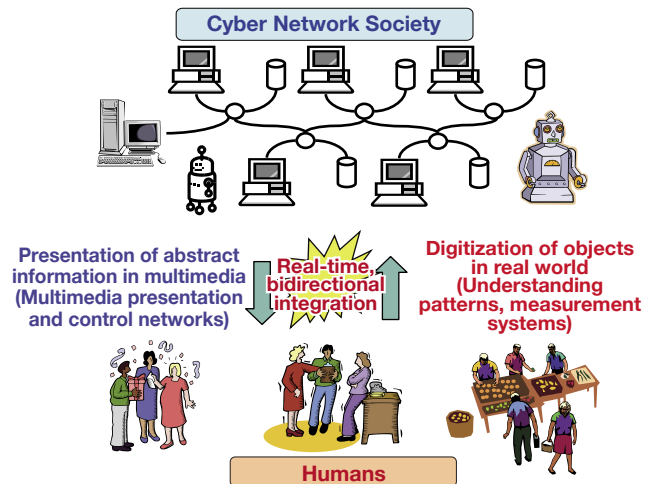 Cyber Network Society
Presentation of abstract
information in multimedia
(Multimedia presentation
and control networks)
Real-time,
bidirectional
integration
Digitization of objects
in real world
(Understanding
patterns, measurement
systems)
Humans